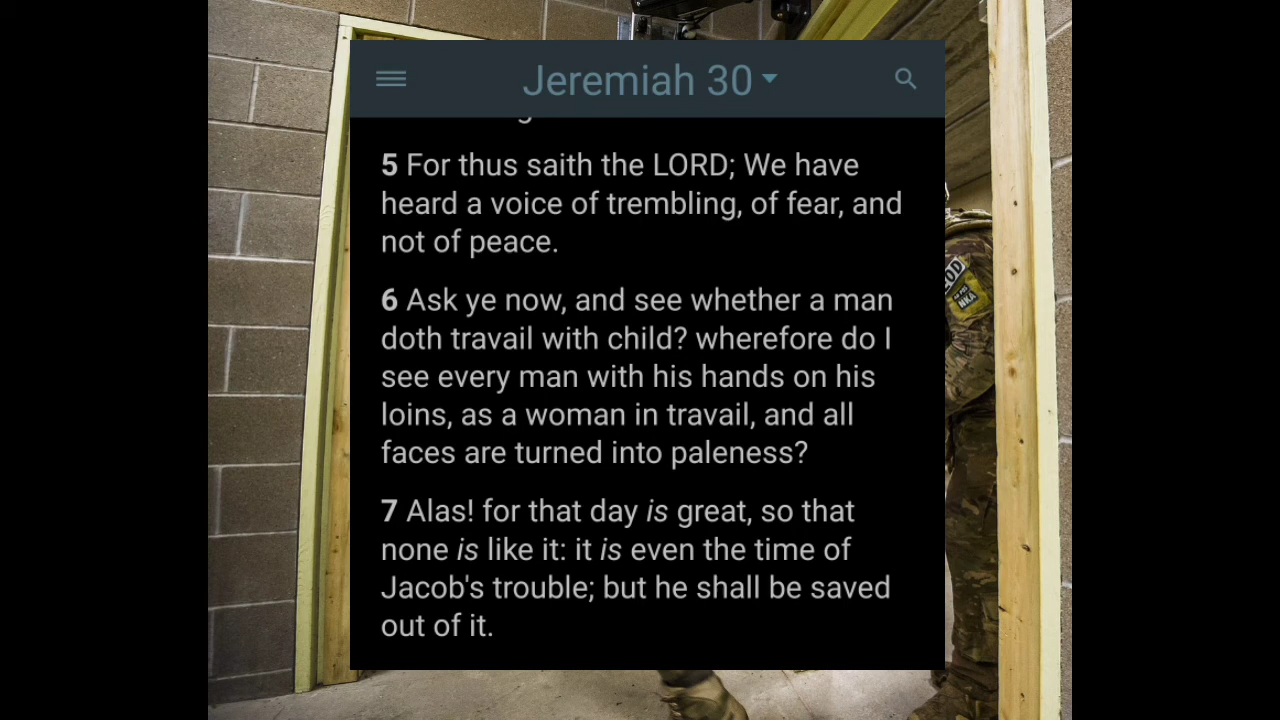 Jeremiah 30
5 For thus saith the LORD; We have
heard a voice of trembling, of fear, and
not of peace.
6 Ask ye now, and see whether a man
doth travail with child? wherefore do I
see every man with his hands on his
loins, as a woman in travail, and all
faces are turned into paleness?
7 Alas! for that day is great, so that
none is like it: it is even the time of
Jacob's trouble; but he shall be saved
out of it.
NKA